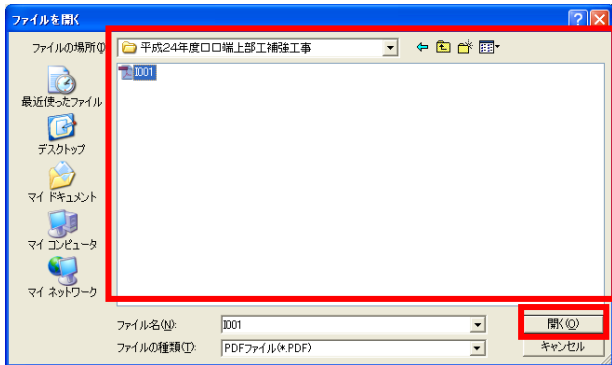 ファイルを開く
ファイルの場所(I)
平成24年度口口端上部工補強工事
I001
最近使ったファイル
デスクトップ
マイ ドキュメント
マイ コンピュータ
マイ ネットワーク
ファイル名(N):
I001
開く(O)
ファイルの種類(T):
PDFファイル(*.PDF)
キャンセル